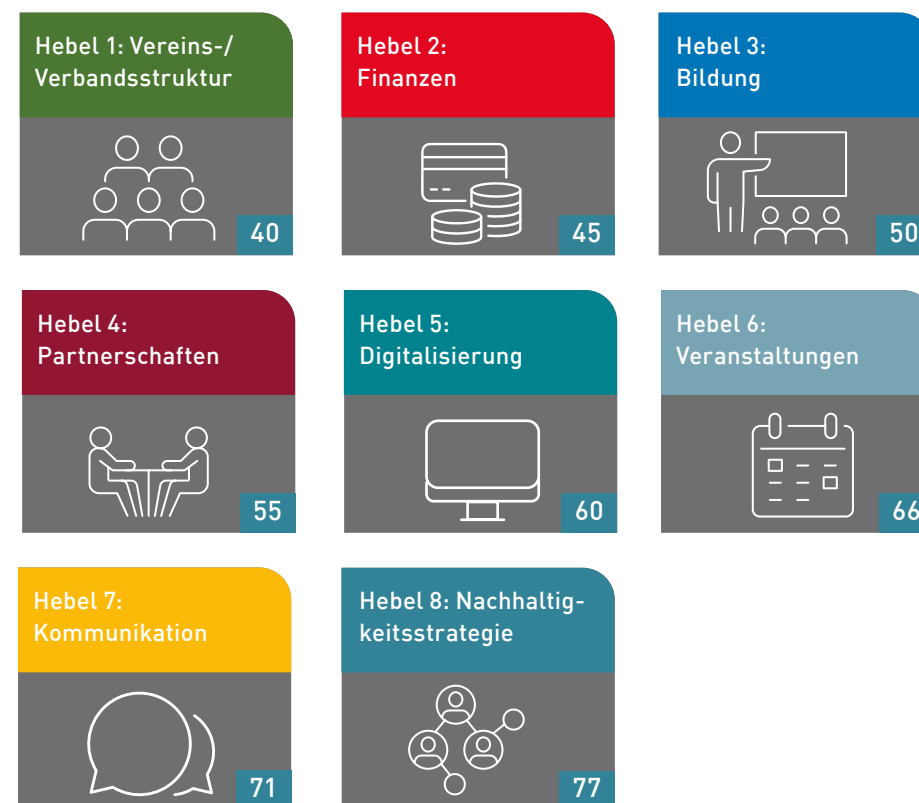 Hebel 1: Vereins-/
Verbandsstruktur
40
Hebel 2:
Finanzen
45
Hebel 3:
Bildung
50
Hebel 4:
Partnerschaften
55
Hebel 5:
Digitalisierung
60
Hebel 6:
Veranstaltungen
66
Hebel 7:
Kommunikation
71
Hebel 8: Nachhaltig-
keitsstrategie
77